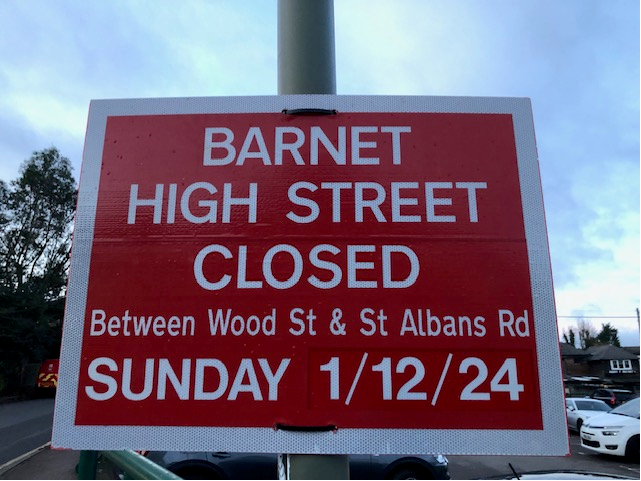 BARNET
HIGH STREET
CLOSED
Between Wood St & St Albans Rd
SUNDAY 1/12/24